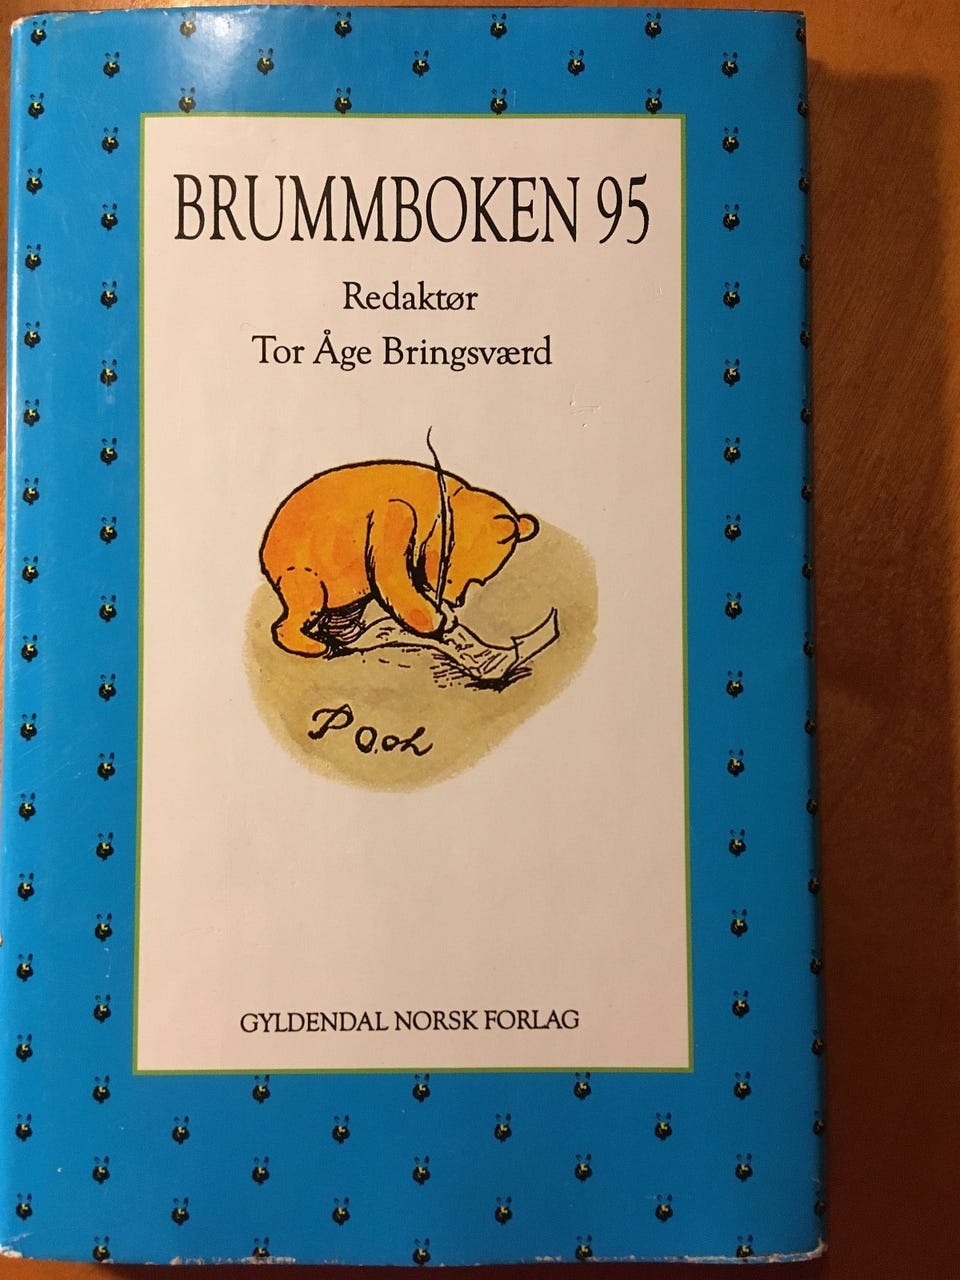 BRUMMBOKEN 95
Redaktør
Tor Åge Bringsværd
Pooh
GYLDENDAL NORSK FORLAG